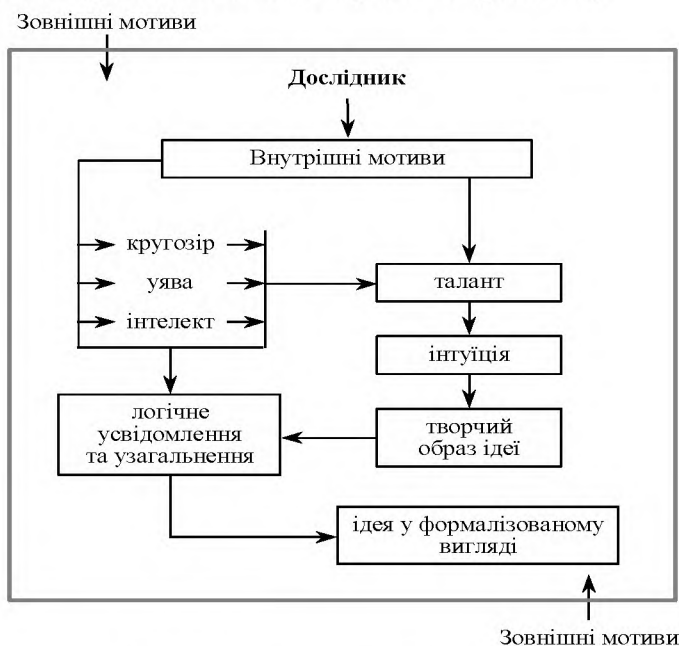 Зовнішні мотиви
Дослідник
Внутрішні мотиви
кругозір
уява
талант
інтелект
інтуїція
логічне
усвідомлення
та узагальнення
творчий
образ ідеї
ідея у формалізованому
вигляді
Зовнішні мотиви